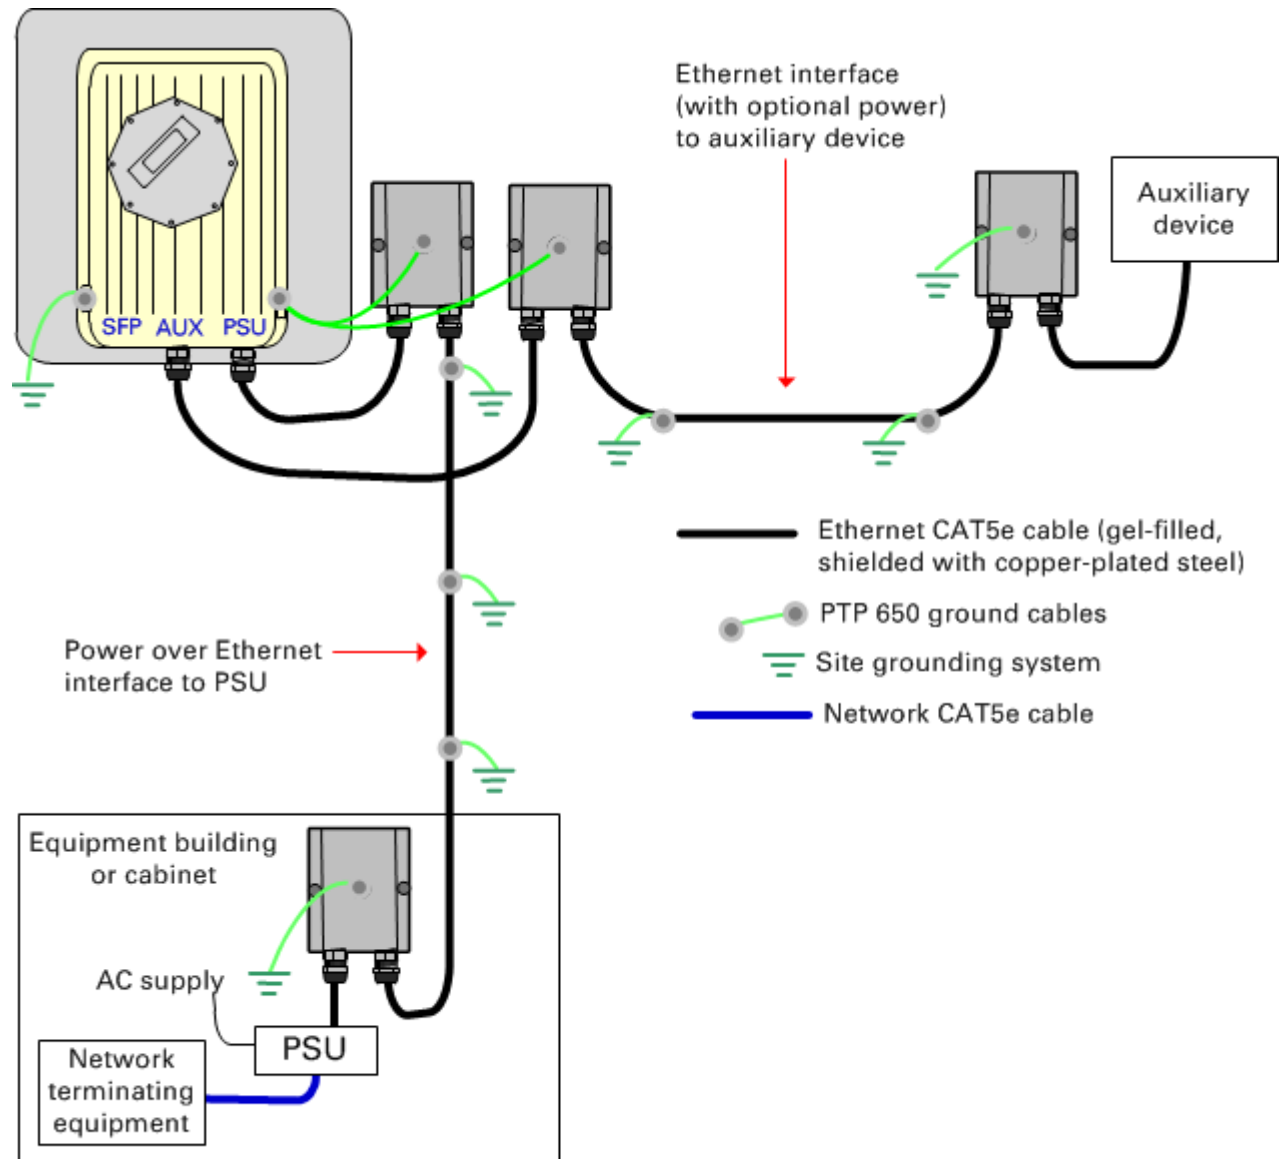 Ethernet interface
(with optional power)
to auxiliary device
Auxiliary
device
SFP AUX PSU
Ethernet CAT5e cable (gel-filled,
shielded with copper-plated steel)
PTP 650 ground cables
Site grounding system
Network CAT5e cable
Power over Ethernet
interface to PSU
Equipment building
or cabinet
AC supply
PSU
Network
terminating
equipment